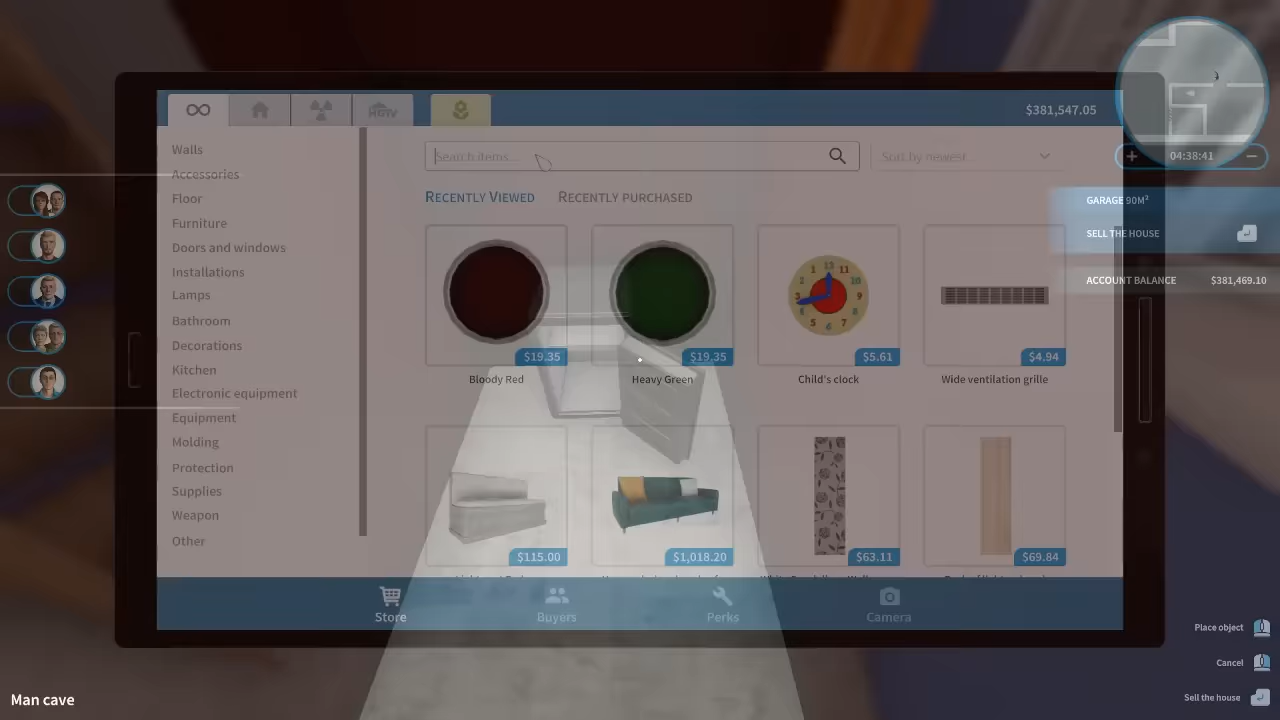 HGTV
$381,547.05
Search items...
Sort by newest
RECENTLY VIEWED
RECENTLY PURCHASED
Walls
Accessories
Floor
Furniture
Doors and windows
Installations
Lamps
Bathroom
Decorations
Kitchen
Electronic equipment
Equipment
Molding
Protection
Supplies
Weapon
Other
$19.35
$19.35
$5.61
$4.94
Bloody Red
Heavy Green
Child's clock
Wide ventilation grille
$115.00
$1,018.20
$63.11
$69.84
Store
Buyers
Perks
Camera
04:38:41
GARAGE 90M²
SELL THE HOUSE
ACCOUNT BALANCE $381,469.10
Place object
Cancel
Sell the house
Man cave